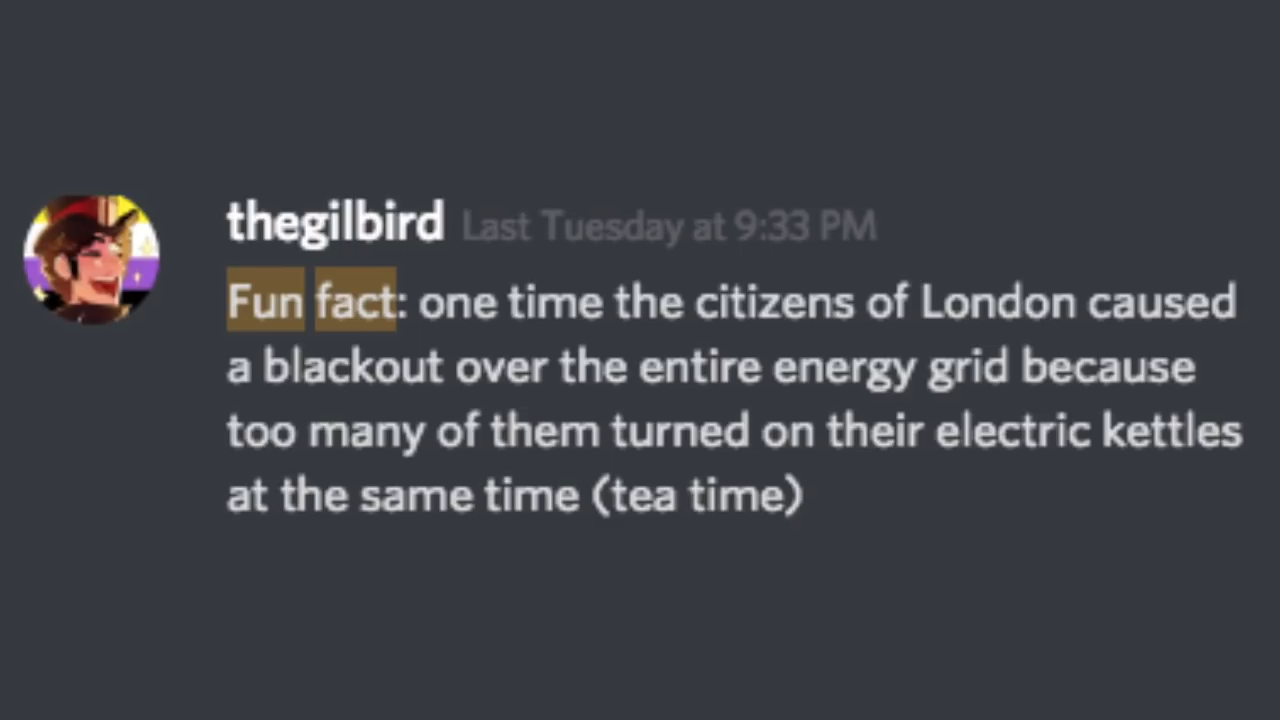 thegilbird Last Tuesday at 9:33 PM
Fun fact: one time the citizens of London caused
a blackout over the entire energy grid because
too many of them turned on their electric kettles
at the same time (tea time)